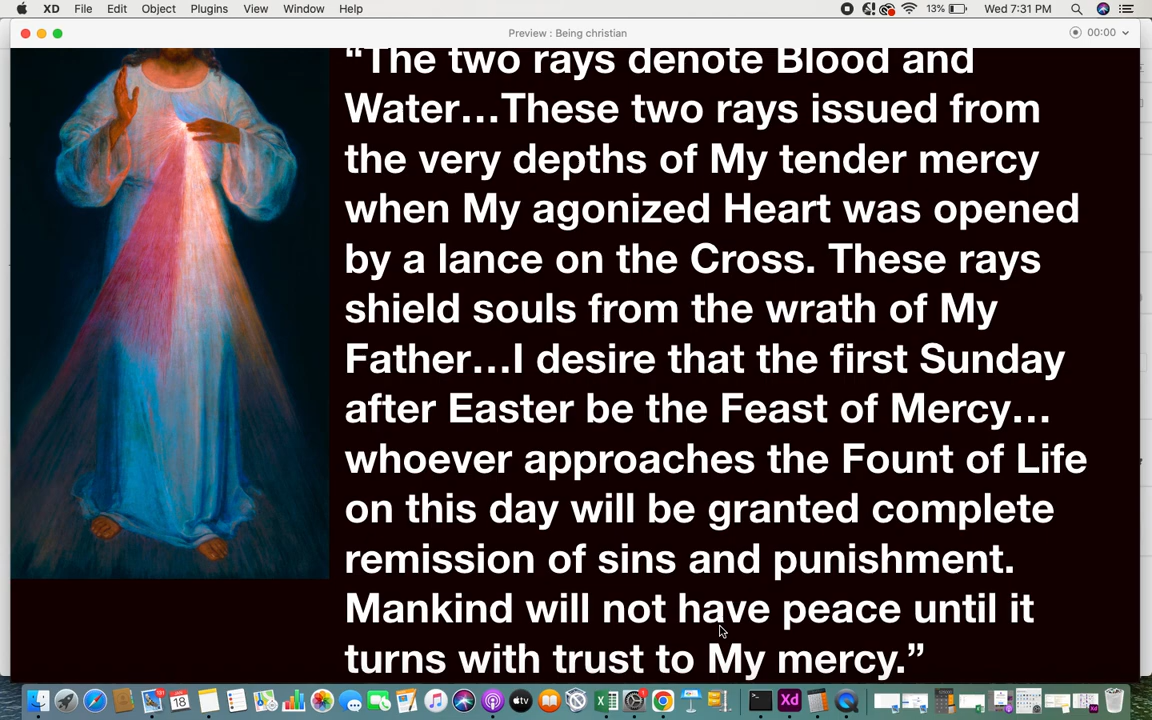 XD File Edit Object Plugins View Window Help 13% Wed 7:31 PM
Preview : Being christian 00:00
“The two rays denote Blood and
Water...These two rays issued from
the very depths of My tender mercy
when My agonized Heart was opened
by a lance on the Cross. These rays
shield souls from the wrath of My
Father...I desire that the first Sunday
after Easter be the Feast of Mercy...
whoever approaches the Fount of Life
on this day will be granted complete
remission of sins and punishment.
Mankind will not have peace until it
turns with trust to My mercy.”
18 tv Xd